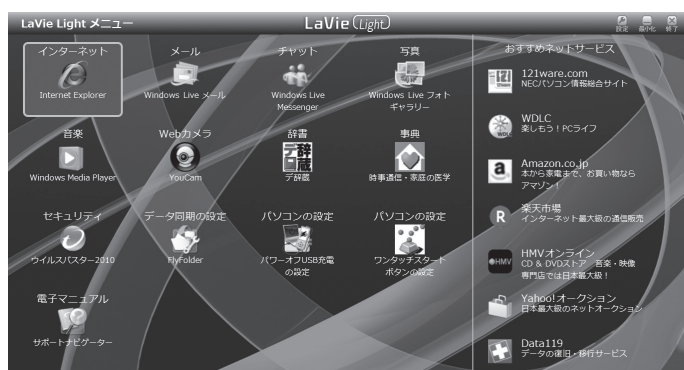 LaVie Light メニュー
LaVie Light
設定 最小化 終了
インターネット
Internet Explorer
メール
Windows Live メール
チャット
Windows Live
Messenger
写真
Windows Live フォト
ギャラリー
音楽
Windows Media Player
Webカメラ
YouCam
辞書
デ辞蔵
デ辞蔵
事典
時事通信・家庭の医学
セキュリティ
ウイルスバスター2010
データ同期の設定
FlyFolder
パソコンの設定
パワーオフUSB充電
の設定
パソコンの設定
ワンタッチスタート
ボタンの設定
電子マニュアル
サポートナビゲーター
おすすめネットサービス
121
121ware.com
NECパソコン情報総合サイト
WDLC
WDLC
楽しもう！PCライフ
a
Amazon.co.jp
本から家電まで、お買い物なら
アマゾン！
R
楽天市場
インターネット最大級の通信販売
HMV
HMVオンライン
CD & DVDストア 音楽・映像
専門店では日本最大級！
Yahoo!オークション
日本最大級のネットオークション
Data119
データの復旧・移行サービス